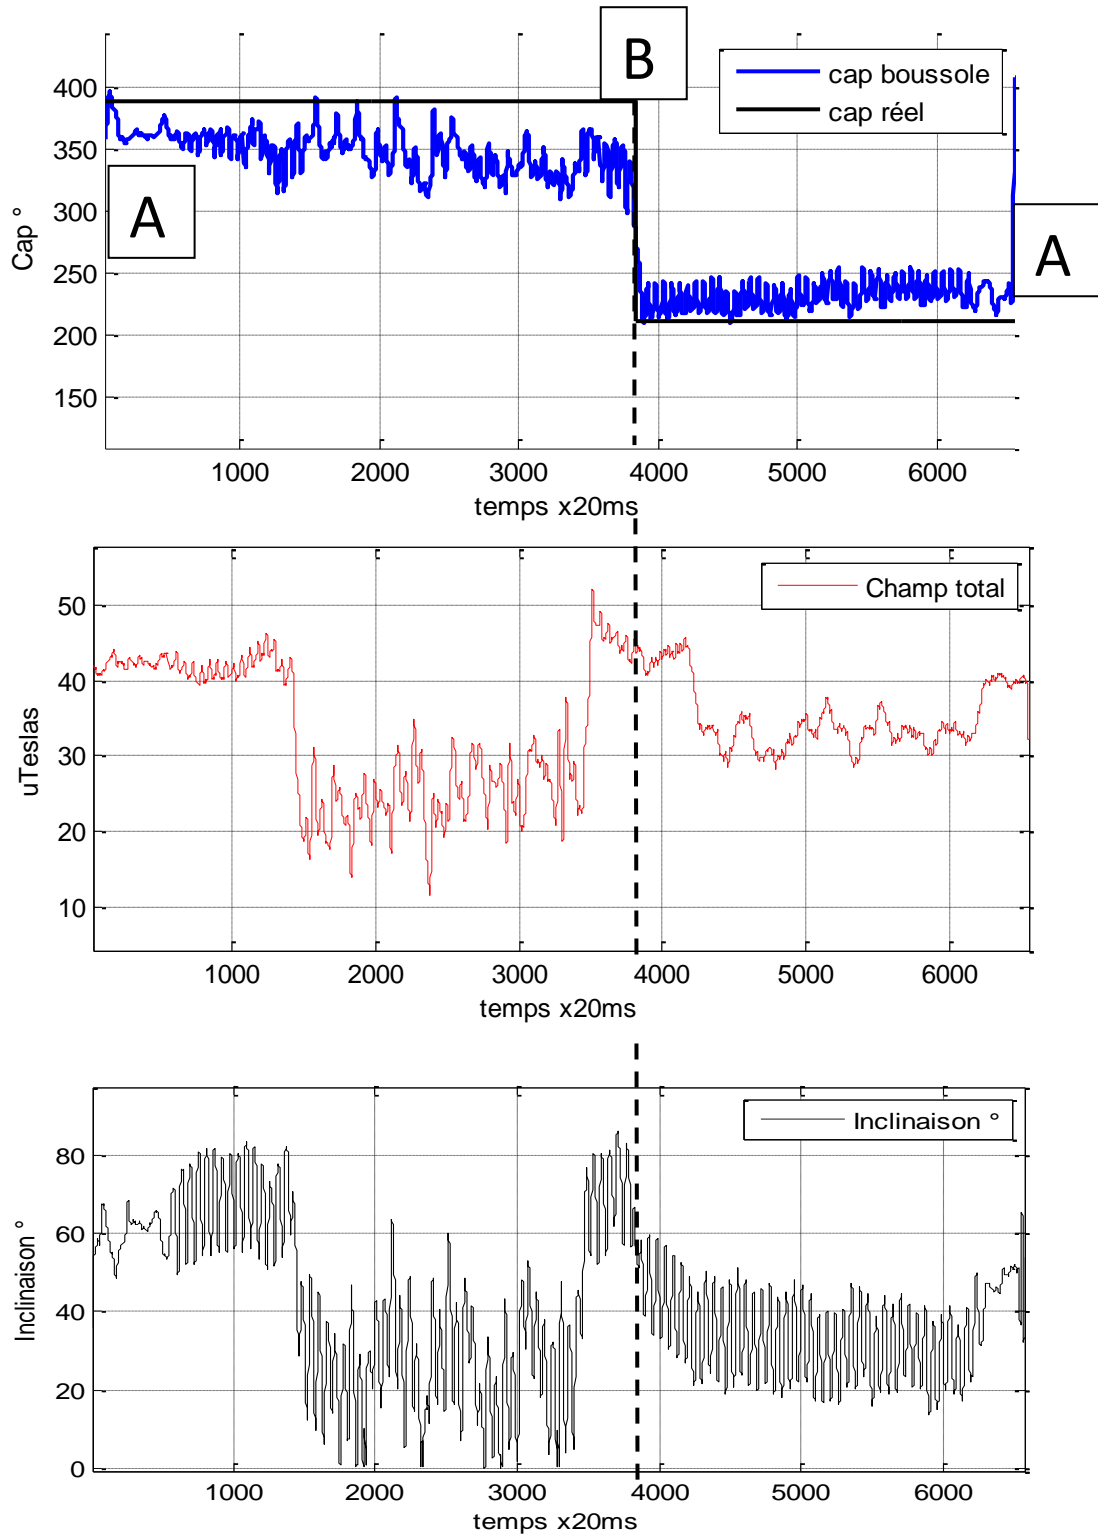 B
cap boussole
cap réel
400
350
300
250
200
150
Cap °
A
A
1000
2000
3000
4000
5000
6000
temps x20ms
Champ total
50
40
30
20
10
uTeslas
1000
2000
3000
4000
5000
6000
temps x20ms
Inclinaison °
80
60
40
20
0
Inclinaison °
1000
2000
3000
4000
5000
6000
temps x20ms